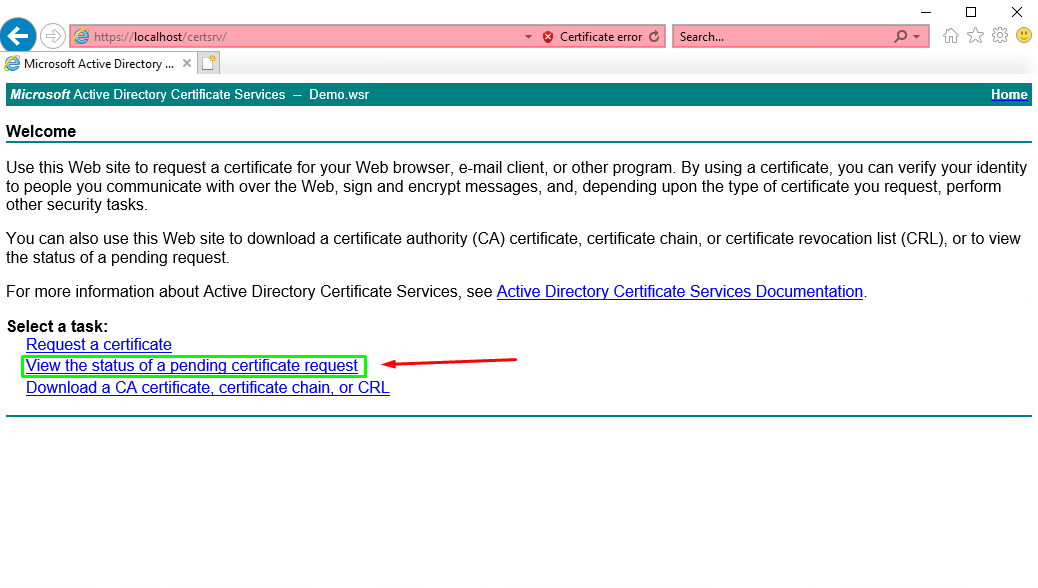 https://localhost/certsrv/
Certificate error
Search...
Microsoft Active Directory ...
Microsoft Active Directory Certificate Services -- Demo.wsr
Home
Welcome
Use this Web site to request a certificate for your Web browser, e-mail client, or other program. By using a certificate, you can verify your identity
to people you communicate with over the Web, sign and encrypt messages, and, depending upon the type of certificate you request, perform
other security tasks.
You can also use this Web site to download a certificate authority (CA) certificate, certificate chain, or certificate revocation list (CRL), or to view
the status of a pending request.
For more information about Active Directory Certificate Services, see Active Directory Certificate Services Documentation.
Select a task:
Request a certificate
View the status of a pending certificate request
Download a CA certificate, certificate chain, or CRL